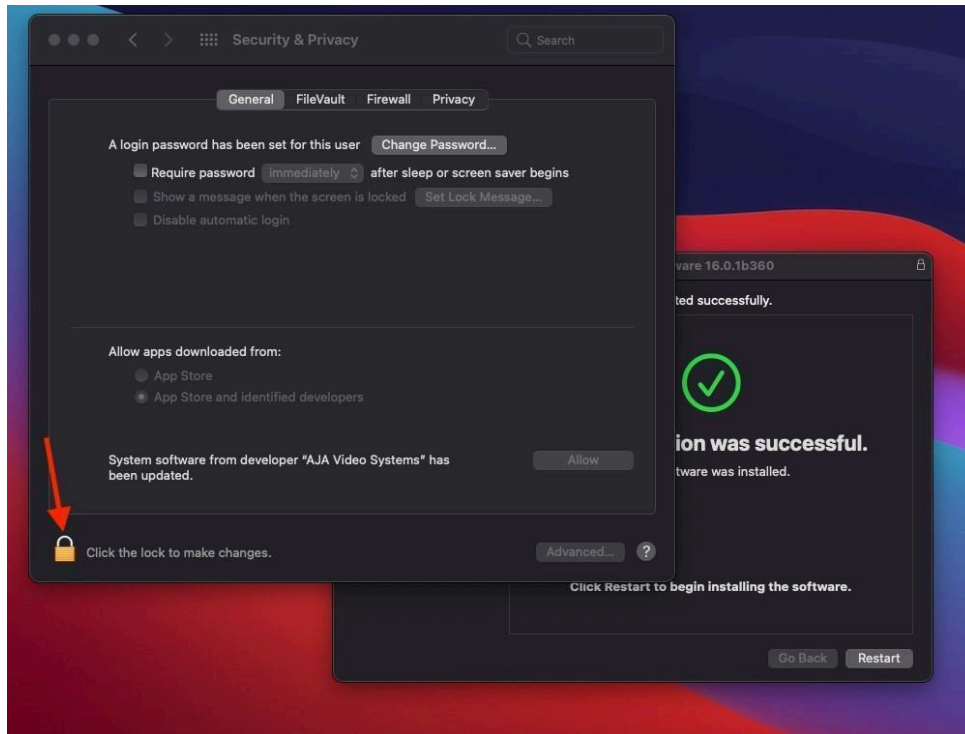 Security & Privacy
Search
General FileVault Firewall Privacy
A login password has been set for this user Change Password...
Require password immediately after sleep or screen saver begins
Show a message when the screen is locked Set Lock Message...
Disable automatic login
Allow apps downloaded from:
App Store
App Store and identified developers
System software from developer “AJA Video Systems” has
been updated.
Allow
Click the lock to make changes.
Advanced... ?
ware 16.0.1b360
ted successfully.
ion was successful.
tware was installed.
Click Restart to begin installing the software.
Go Back Restart